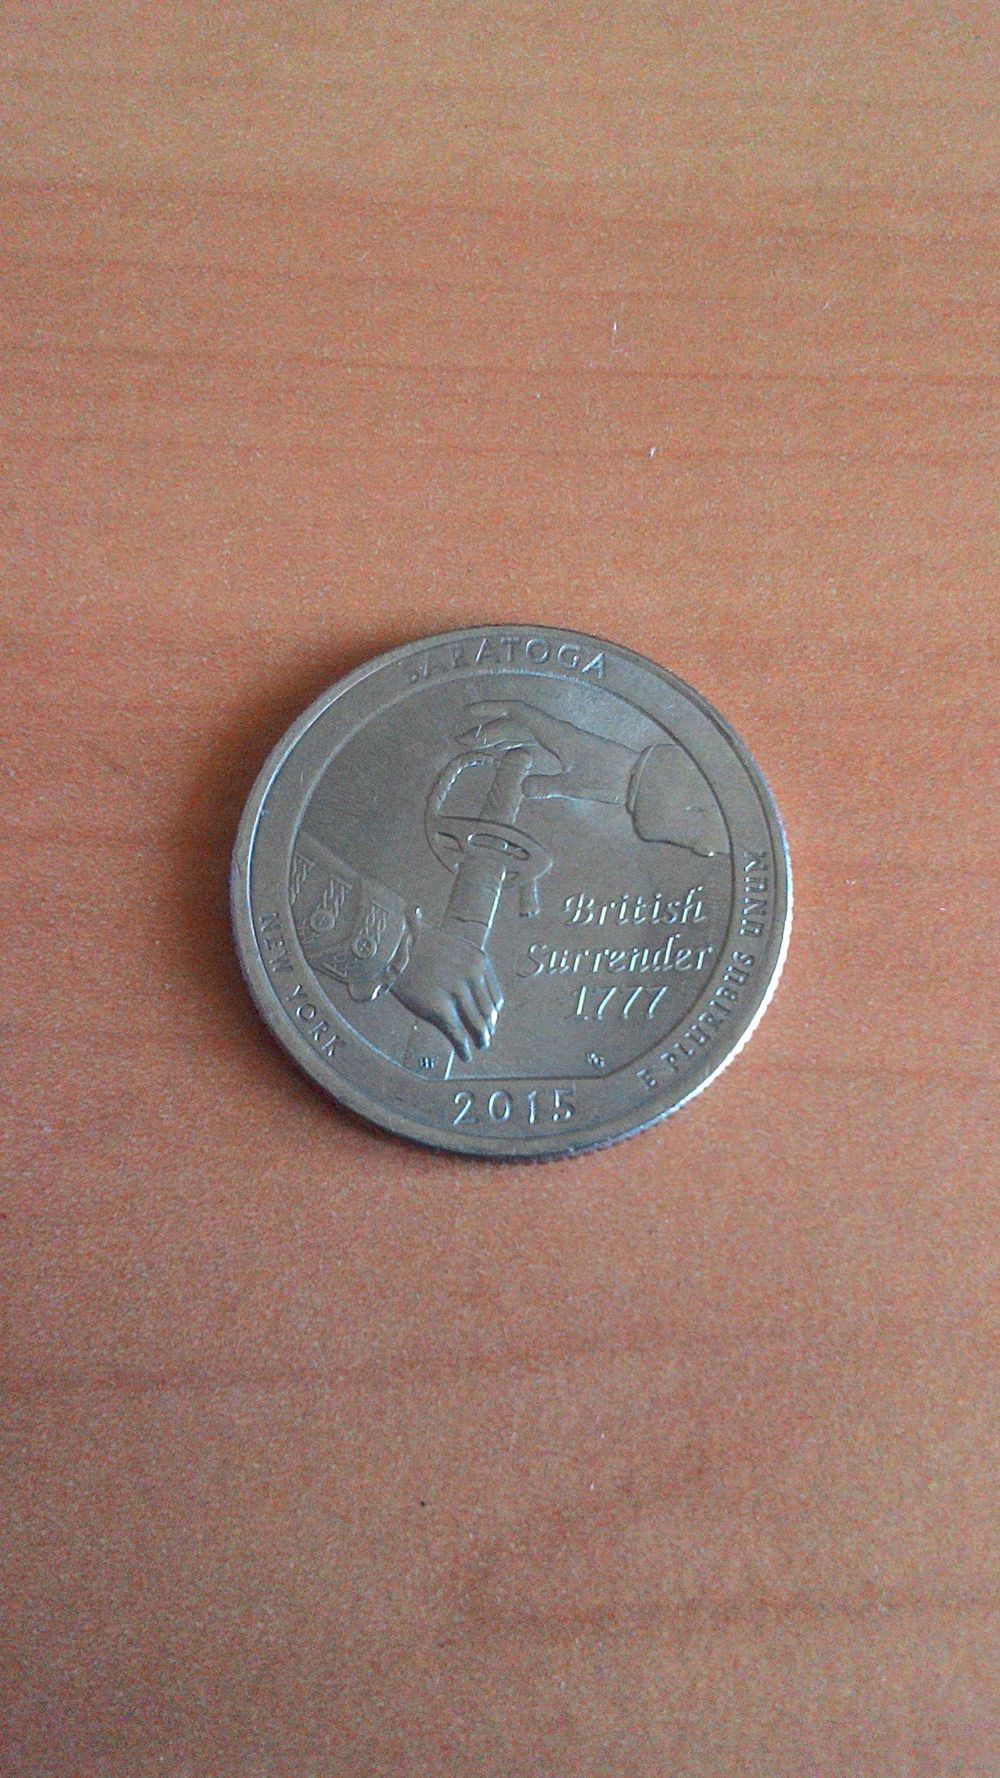 SARATOGA
British
Surrender
1777
NEW YORK
E PLURIBUS UNUM
2015